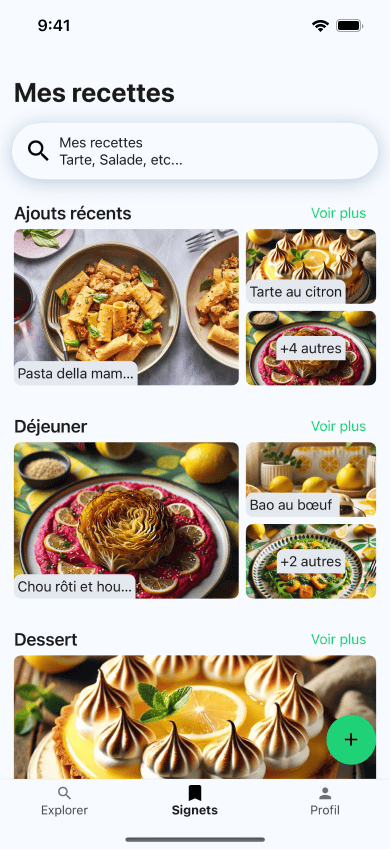 9:41
Mes recettes
Mes recettes
Tarte, Salade, etc...
Ajouts récents
Voir plus
Pasta della mam...
Tarte au citron
+4 autres
Déjeuner
Voir plus
Chou rôti et hou...
Bao au bœuf
+2 autres
Dessert
Voir plus
+
Explorer
Signets
Profil